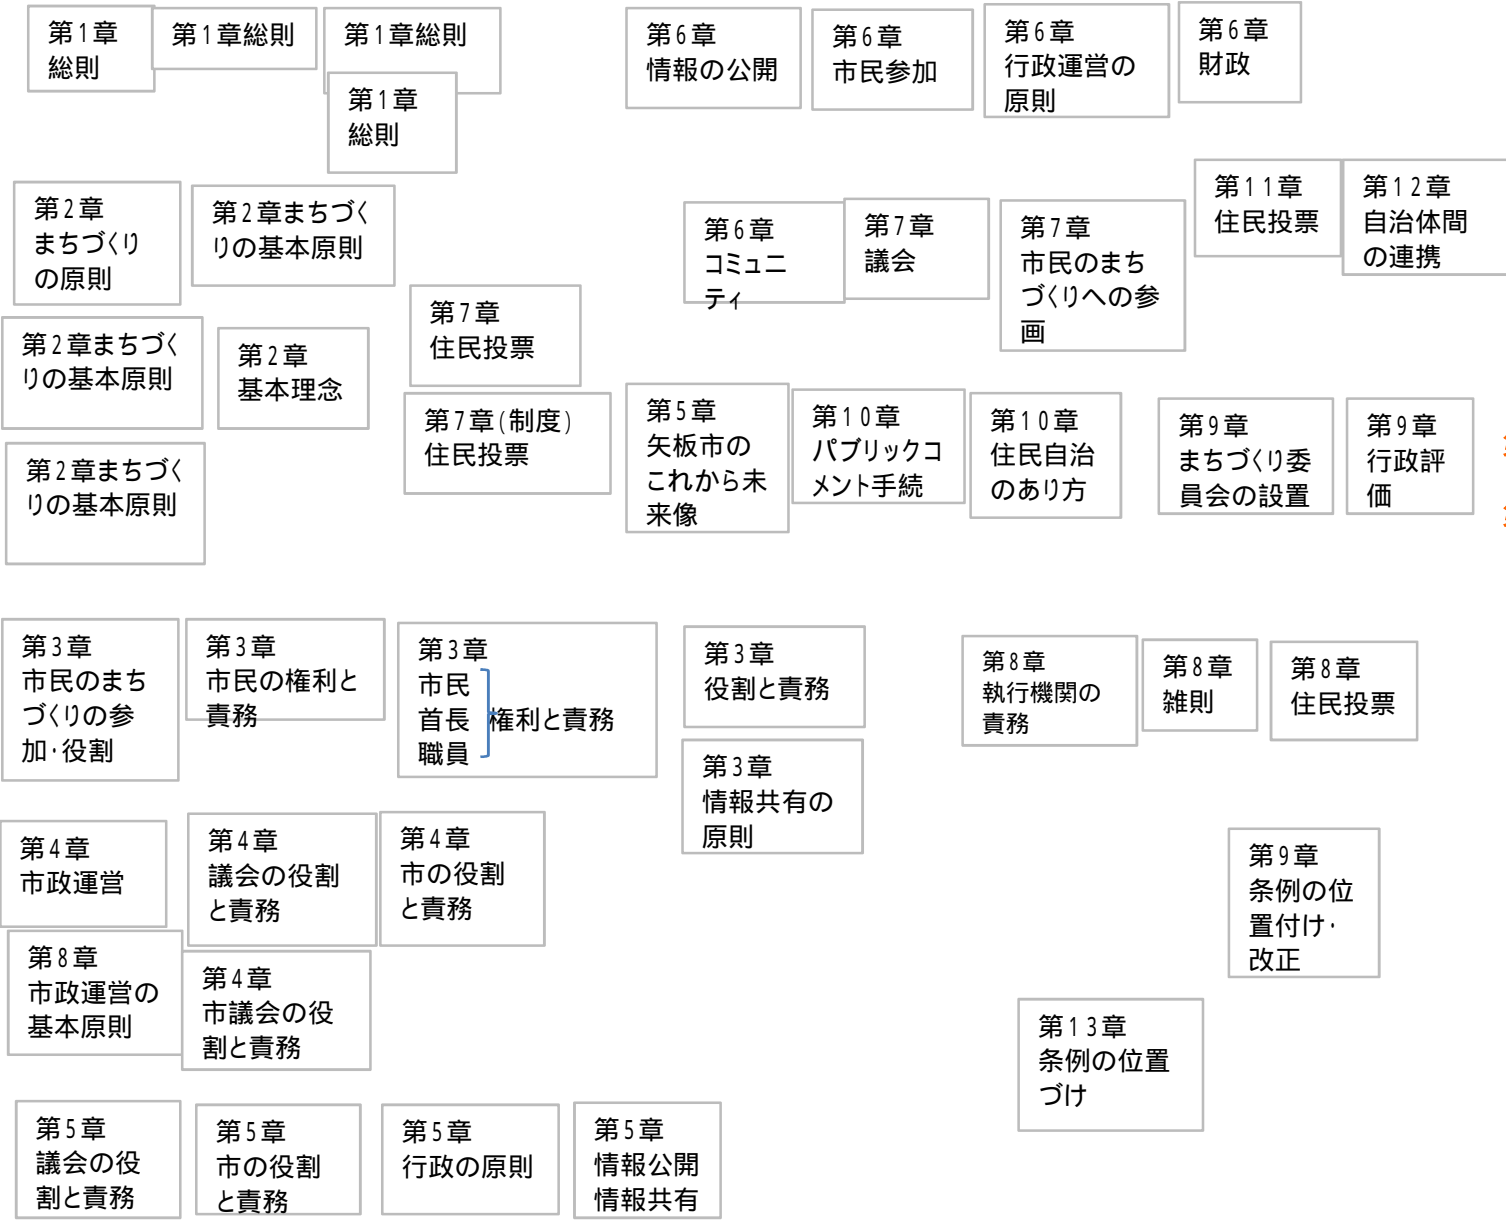 第1章
総則
第1章総則
第1章総則
第1章
総則
第6章
情報の公開
第6章
市民参加
第6章
行政運営の
原則
第6章
財政
第2章
まちづくり
の原則
第2章まちづく
りの基本原則
第6章
コミュニ
ティ
第7章
議会
第7章
市民のまち
づくりへの参
画
第11章
住民投票
第12章
自治体間
の連携
第2章まちづく
りの基本原則
第2章
基本理念
第7章
住民投票
第7章(制度)
住民投票
第2章まちづく
りの基本原則
第5章
矢板市の
これから未
来像
第10章
パブリックコ
メント手続
第10章
住民自治
のあり方
第9章
まちづくり委
員会の設置
第9章
行政評
価
第3章
市民のまち
づくりの参
加・役割
第3章
市民の権利と
責務
第3章
市民
首長 権利と責務
職員
第3章
役割と責務
第3章
情報共有の
原則
第8章
執行機関の
責務
第8章
雑則
第8章
住民投票
第4章
市政運営
第4章
議会の役割
と責務
第4章
市の役割
と責務
第8章
市政運営の
基本原則
第4章
市議会の役
割と責務
第9章
条例の位
置付け・
改正
第13章
条例の位置
づけ
第5章
議会の役
割と責務
第5章
市の役割
と責務
第5章
行政の原則
第5章
情報公開
情報共有